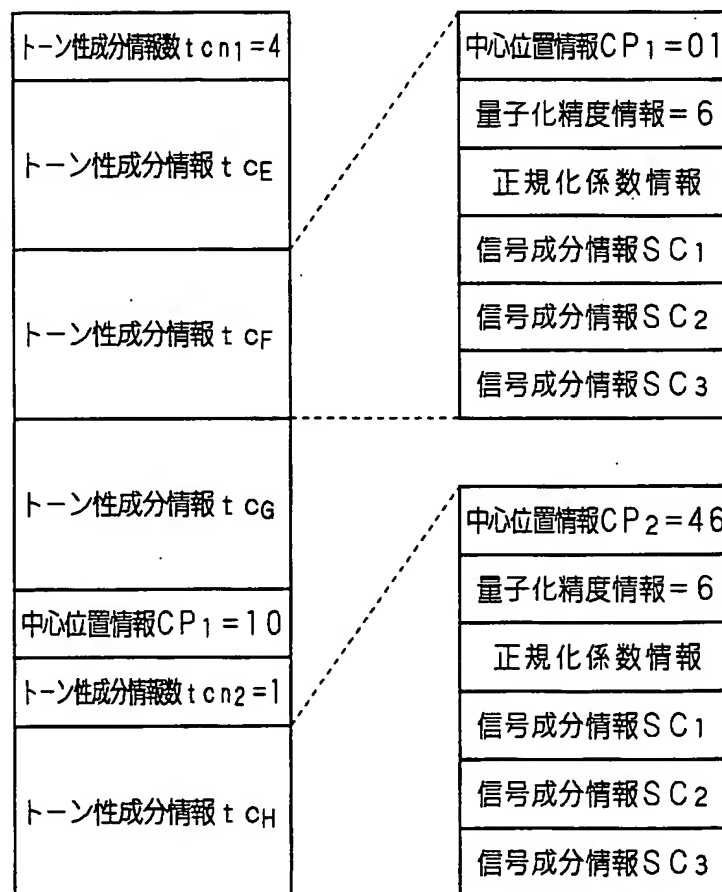 トーン性成分情報数tcn1=4
トーン性成分情報tcE
トーン性成分情報tcF
トーン性成分情報tcG
中心位置情報CP1=10
トーン性成分情報数tcn2=1
トーン性成分情報tcH
中心位置情報CP1=01
量子化精度情報=6
正規化係数情報
信号成分情報SC1
信号成分情報SC2
信号成分情報SC3
中心位置情報CP2=46
量子化精度情報=6
正規化係数情報
信号成分情報SC1
信号成分情報SC2
信号成分情報SC3